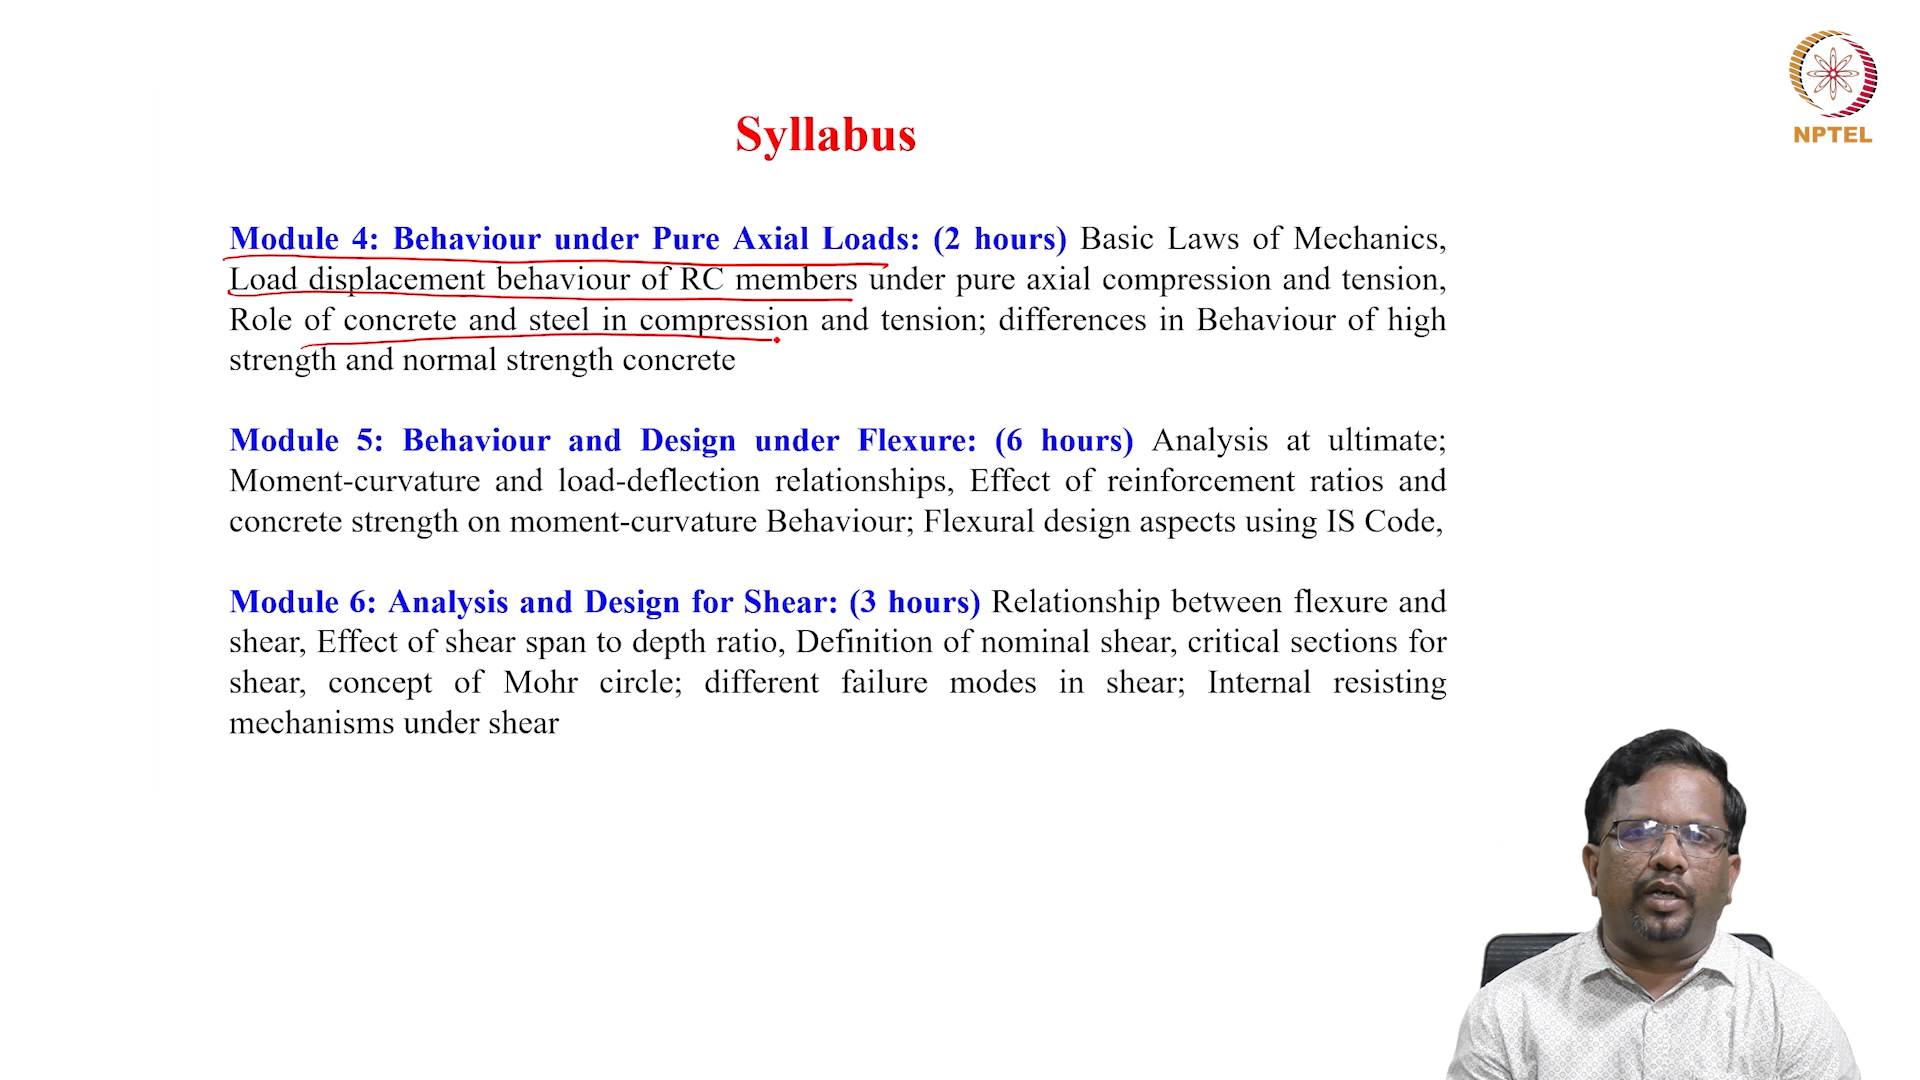 NPTEL
Syllabus
Module 4: Behaviour under Pure Axial Loads: (2 hours) Basic Laws of Mechanics,
Load displacement behaviour of RC members under pure axial compression and tension,
Role of concrete and steel in compression and tension; differences in Behaviour of high
strength and normal strength concrete
Module 5: Behaviour and Design under Flexure: (6 hours) Analysis at ultimate;
Moment-curvature and load-deflection relationships, Effect of reinforcement ratios and
concrete strength on moment-curvature Behaviour; Flexural design aspects using IS Code,
Module 6: Analysis and Design for Shear: (3 hours) Relationship between flexure and
shear, Effect of shear span to depth ratio, Definition of nominal shear, critical sections for
shear, concept of Mohr circle; different failure modes in shear; Internal resisting
mechanisms under shear